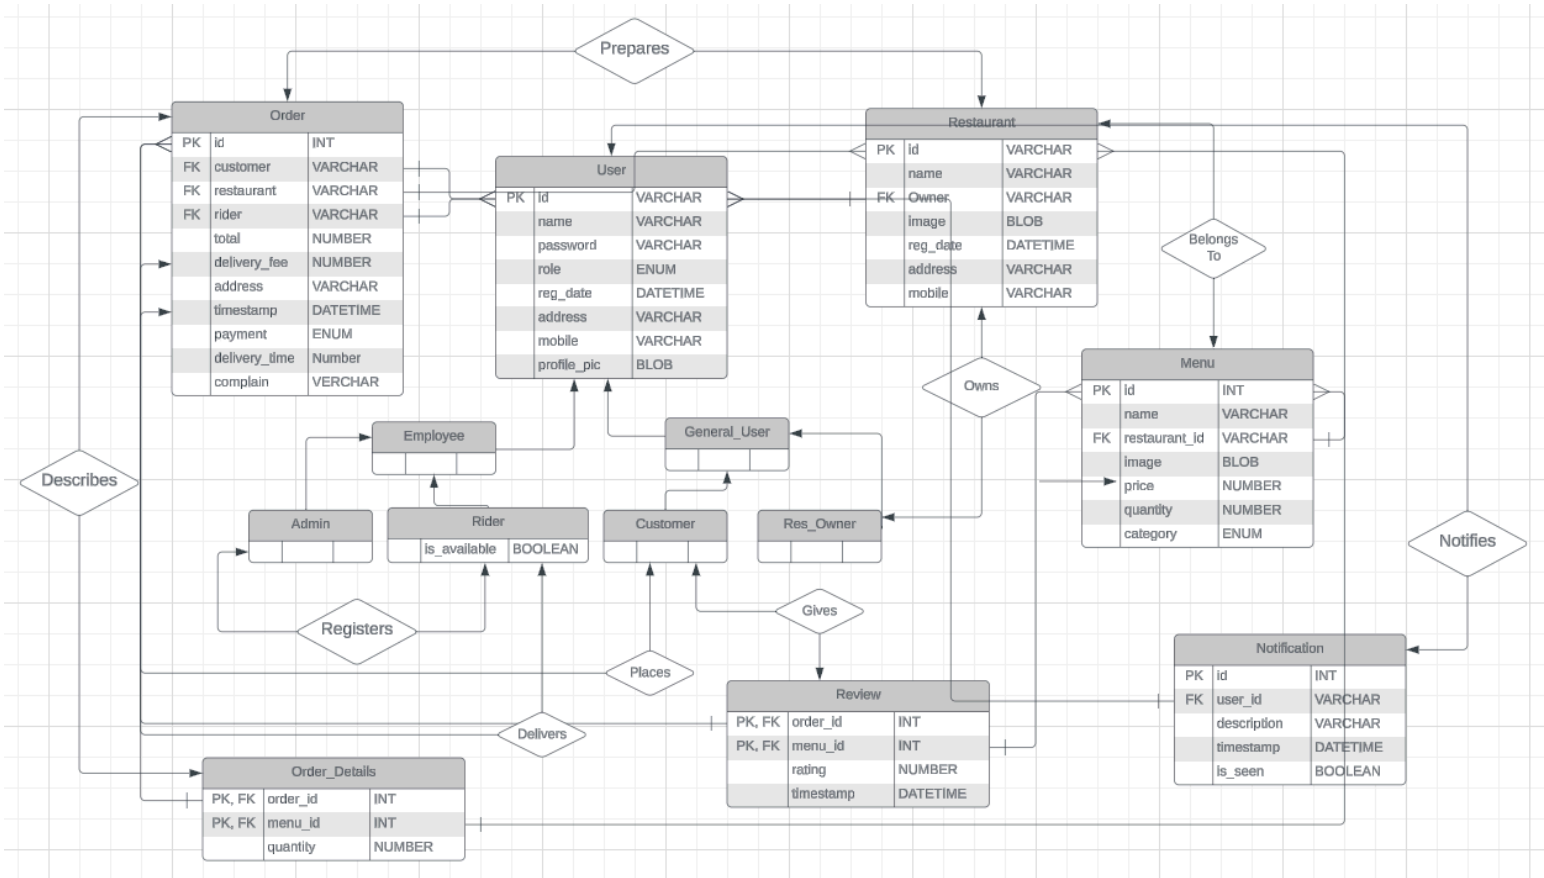 Prepares
Order
PK id INT
FK customer VARCHAR
FK restaurant VARCHAR
FK rider VARCHAR
total NUMBER
delivery_fee NUMBER
address VARCHAR
timestamp DATETIME
payment ENUM
delivery_time Number
complain VERCHAR
User
PK id VARCHAR
name VARCHAR
password VARCHAR
role ENUM
reg_date DATETIME
address VARCHAR
mobile VARCHAR
profile_pic BLOB
Restaurant
PK id VARCHAR
name VARCHAR
FK Owner VARCHAR
image BLOB
reg_date DATETIME
address VARCHAR
mobile VARCHAR
Belongs
To
Menu
PK id INT
name VARCHAR
FK restaurant_id VARCHAR
image BLOB
price NUMBER
quantity NUMBER
category ENUM
Owns
Employee
General_User
Describes
Admin
Rider
is_available BOOLEAN
Customer
Res_Owner
Notifies
Registers
Gives
Places
Delivers
Notification
PK id INT
FK user_id VARCHAR
description VARCHAR
timestamp DATETIME
is_seen BOOLEAN
Review
PK, FK order_id INT
PK, FK menu_id INT
rating NUMBER
timestamp DATETIME
Order_Details
PK, FK order_id INT
PK, FK menu_id INT
quantity NUMBER